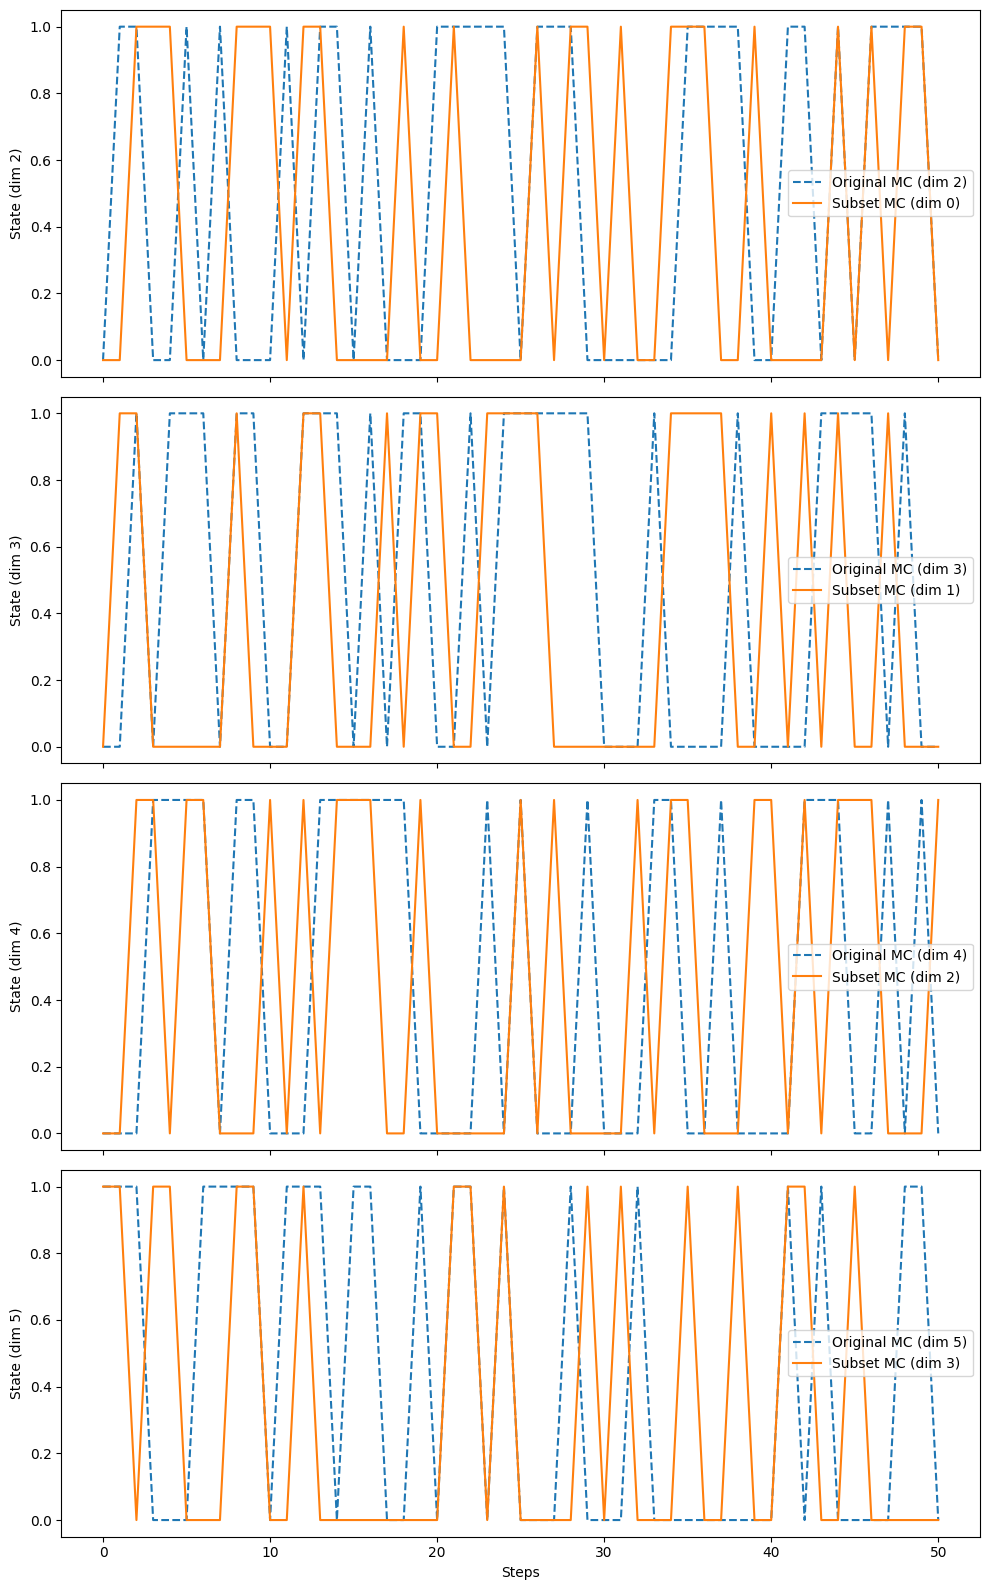 1.0
0.8
0.6
0.4
0.2
0.0
State (dim 2)
Original MC (dim 2)
Subset MC (dim 0)
1.0
0.8
0.6
0.4
0.2
0.0
State (dim 3)
Original MC (dim 3)
Subset MC (dim 1)
1.0
0.8
0.6
0.4
0.2
0.0
State (dim 4)
Original MC (dim 4)
Subset MC (dim 2)
1.0
0.8
0.6
0.4
0.2
0.0
State (dim 5)
Original MC (dim 5)
Subset MC (dim 3)
0 10 20 30 40 50
Steps